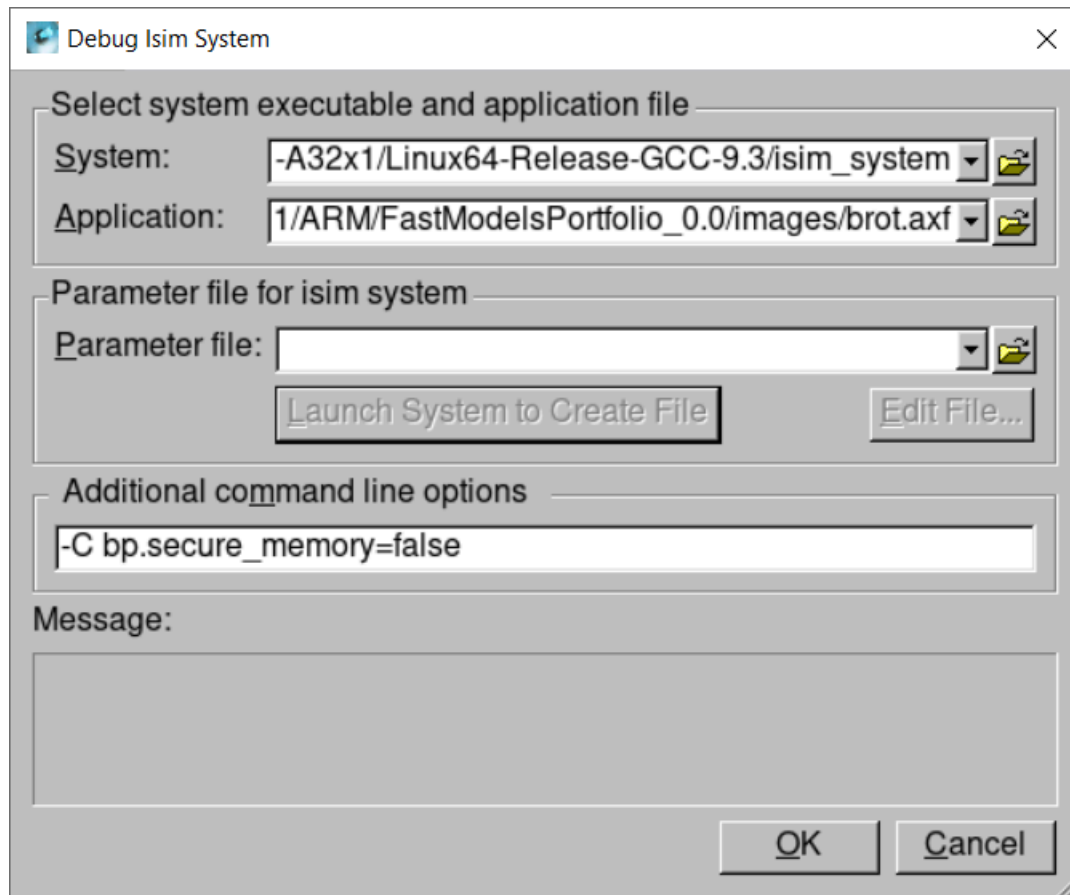 Debug Isim System
Select system executable and application file
System: -A32x1/Linux64-Release-GCC-9.3/isim_system
Application: 1/ARM/FastModelsPortfolio_0.0/images/brot.axf
Parameter file for isim system
Parameter file:
Launch System to Create File Edit File...
Additional command line options
-C bp.secure_memory=false
Message:
OK Cancel